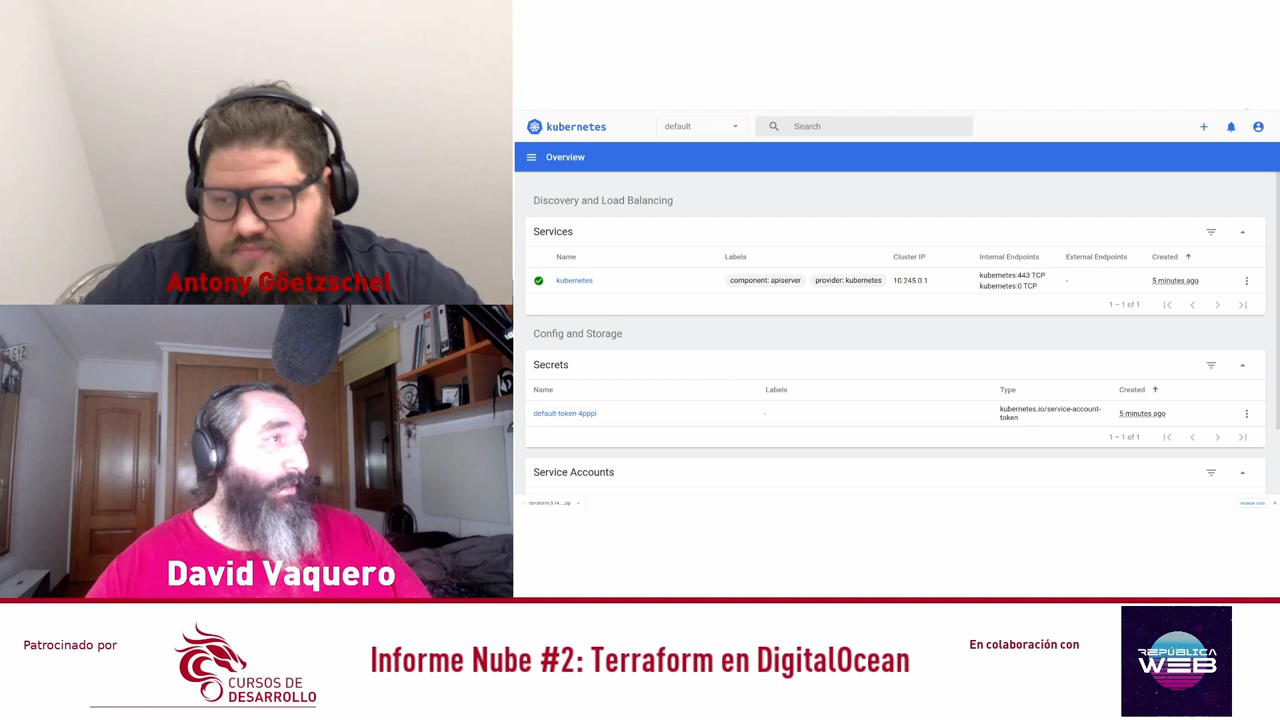 Antony Göetzschel
David Vaquero
kubernetes
default
Search
Overview
Discovery and Load Balancing
Services
Name Labels Cluster IP Internal Endpoints External Endpoints Created
kubernetes component: apiserver provider: kubernetes 10.245.0.1 kubernetes:443 TCP - 5 minutes ago
kubernetes:0 TCP
1 – 1 of 1
Config and Storage
Secrets
Name Labels Type Created
default-token-4pppl - kubernetes.io/service-account- 5 minutes ago
token
1 – 1 of 1
Service Accounts
Patrocinado por
CURSOS DE
DESARROLLO
Informe Nube #2: Terraform en DigitalOcean
En colaboración con
REPÚBLICA
WEB